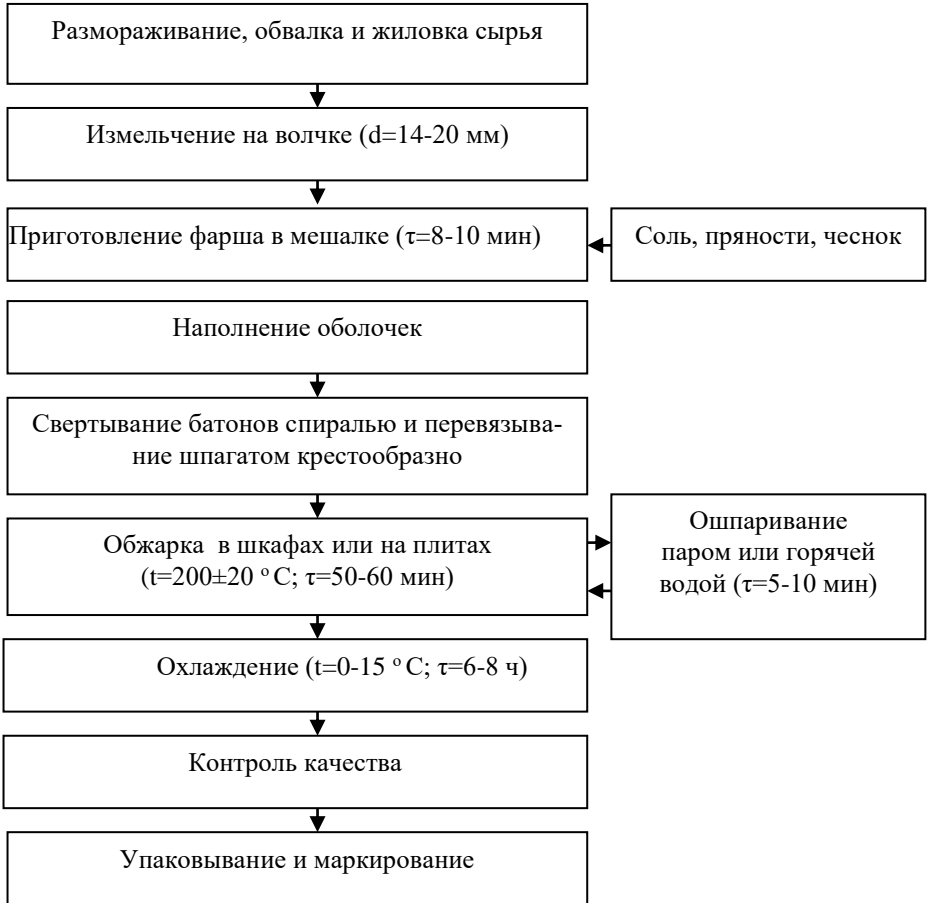 Размораживание, обвалка и жиловка сырья
Измельчение на волчке (d=14-20 мм)
Приготовление фарша в мешалке (τ=8-10 мин)
Соль, пряности, чеснок
Наполнение оболочек
Свертывание батонов спиралью и перевязыва-
ние шпагатом крестообразно
Обжарка в шкафах или на плитах
(t=200±20 º С; τ=50-60 мин)
Ошпаривание
паром или горячей
водой (τ=5-10 мин)
Охлаждение (t=0-15 º С; τ=6-8 ч)
Контроль качества
Упаковывание и маркирование